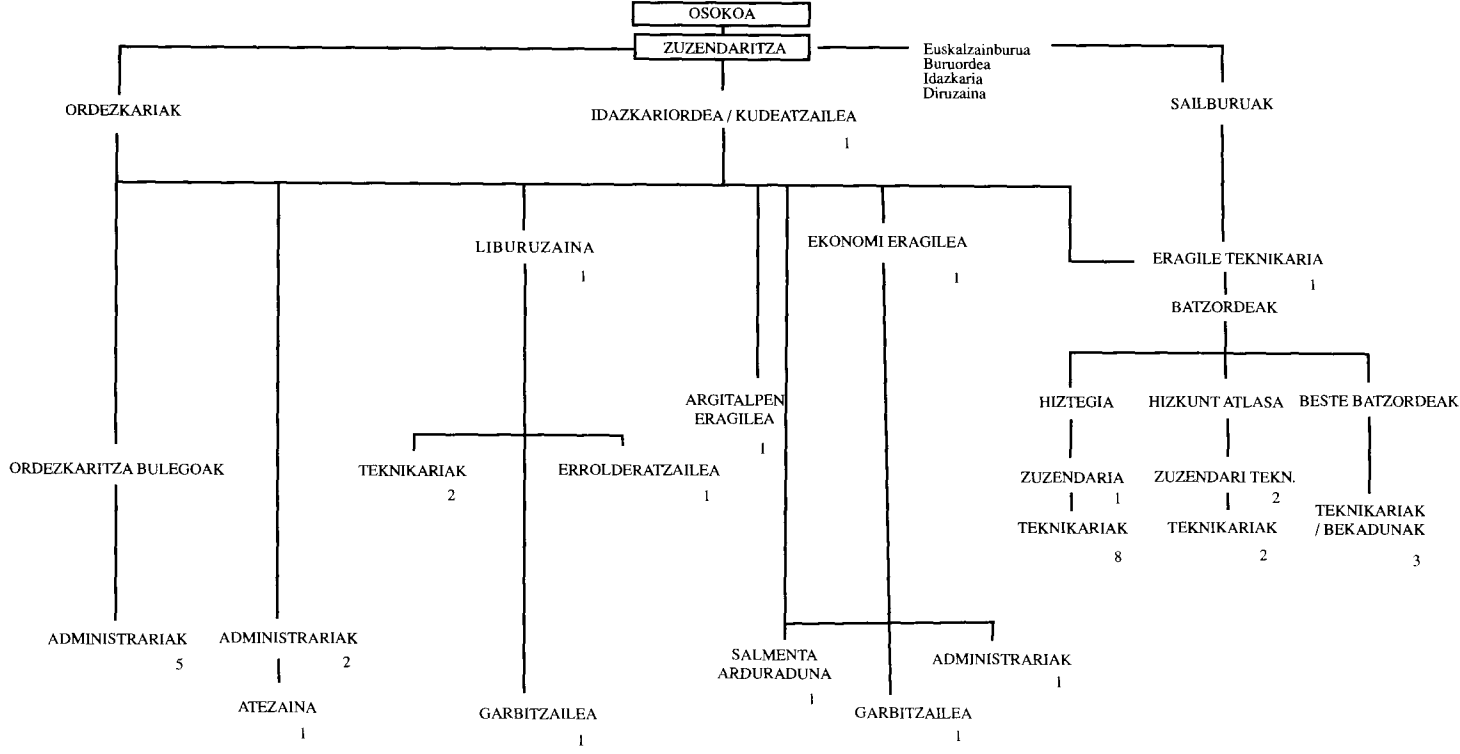 OSOKOA
ZUZENDARITZA
Euskalzainburua
Buruordea
Idazkaria
Diruzaina
ORDEZKARIAK
IDAZKARIORDEA / KUDEATZAILEA
1
SAILBURUAK
LIBURUZAINA
1
EKONOMI ERAGILEA
1
ERAGILE TEKNIKARIA
1
BATZORDEAK
ARGITALPEN
ERAGILEA
1
HIZTEGIA
HIZKUNT ATLASA
BESTE BATZORDEAK
ORDEZKARITZA BULEGOAK
TEKNIKARIAK
2
ERROLDERATZAILEA
1
ZUZENDARIA
1
ZUZENDARI TEKN.
2
TEKNIKARIAK
8
TEKNIKARIAK
2
TEKNIKARIAK
/ BEKADUNAK
3
ADMINISTRARIAK
5
ADMINISTRARIAK
2
SALMENTA
ARDURADUNA
1
ADMINISTRARIAK
1
ATEZAINA
1
GARBITZAILEA
1
GARBITZAILEA
1